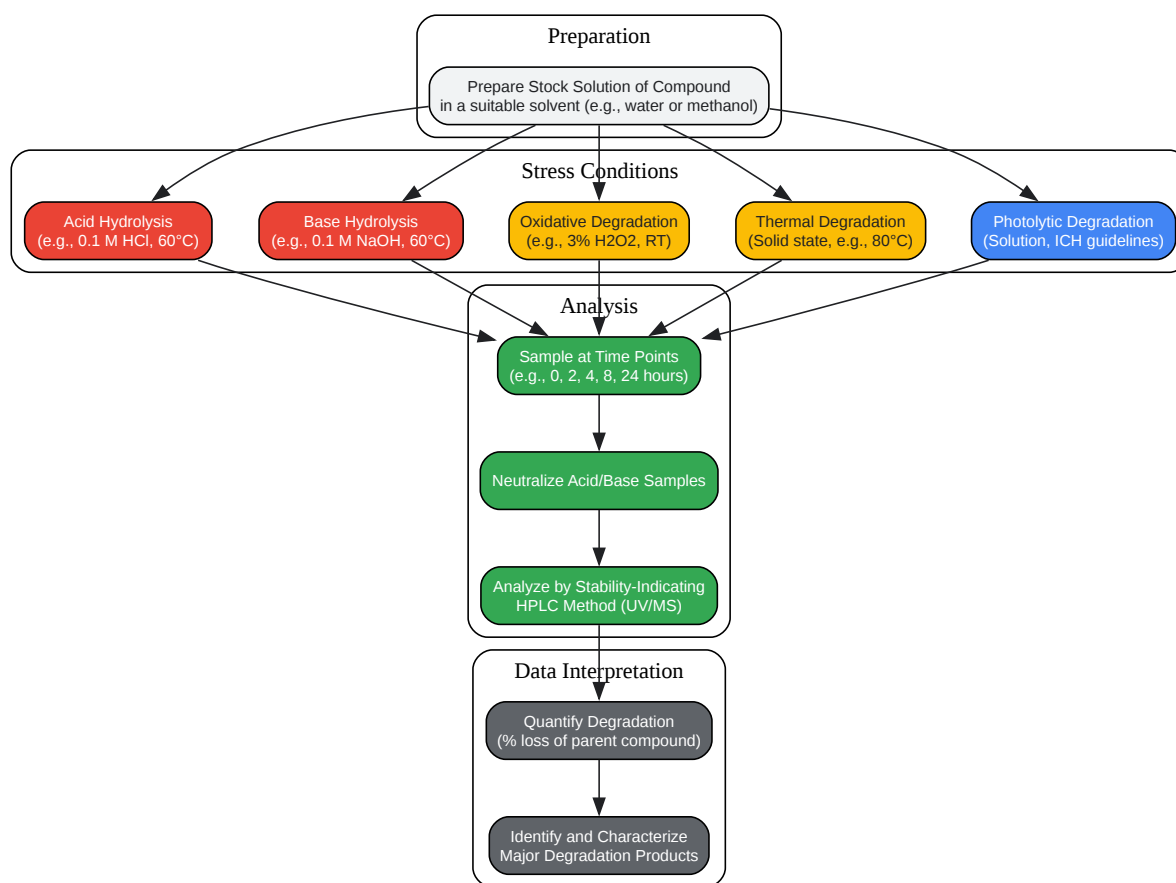 Preparation
Prepare Stock Solution of Compound
in a suitable solvent (e.g., water or methanol)
Stress Conditions
Acid Hydrolysis
(e.g., 0.1 M HCl, 60°C)
Base Hydrolysis
(e.g., 0.1 M NaOH, 60°C)
Oxidative Degradation
(e.g., 3% H2O2, RT)
Thermal Degradation
(Solid state, e.g., 80°C)
Photolytic Degradation
(Solution, ICH guidelines)
Analysis
Sample at Time Points
(e.g., 0, 2, 4, 8, 24 hours)
Neutralize Acid/Base Samples
Analyze by Stability-Indicating
HPLC Method (UV/MS)
Data Interpretation
Quantify Degradation
(% loss of parent compound)
Identify and Characterize
Major Degradation Products